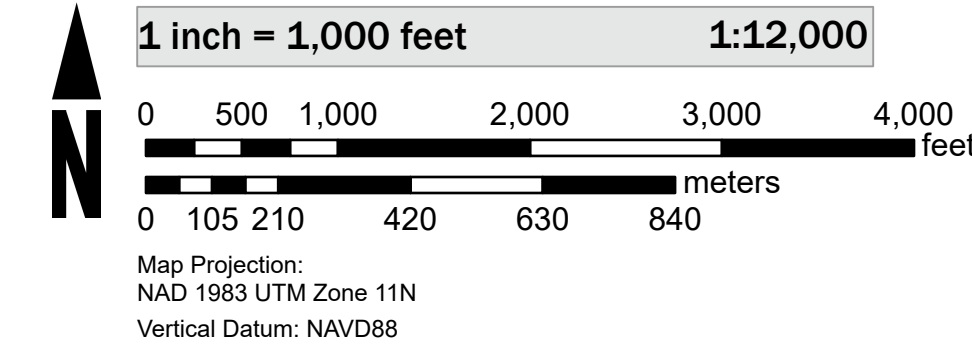 1 inch = 1,000 feet 1:12,000
0 500 1,000 2,000 3,000 4,000
feet
meters
0 105 210 420 630 840
N
Map Projection:
NAD 1983 UTM Zone 11N
Vertical Datum: NAVD88